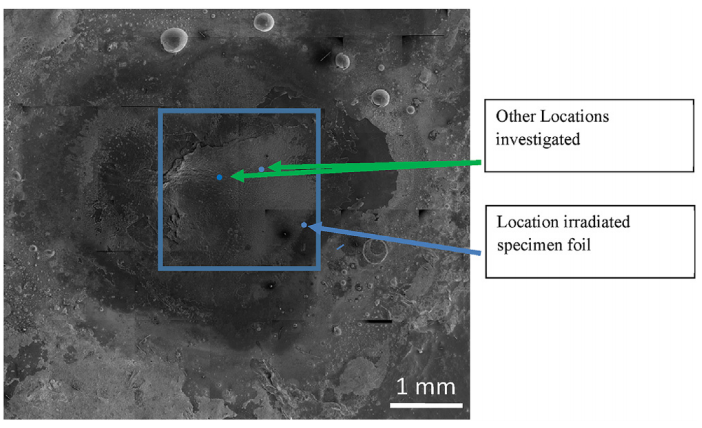 Other Locations
investigated
Location irradiated
specimen foil
1 mm